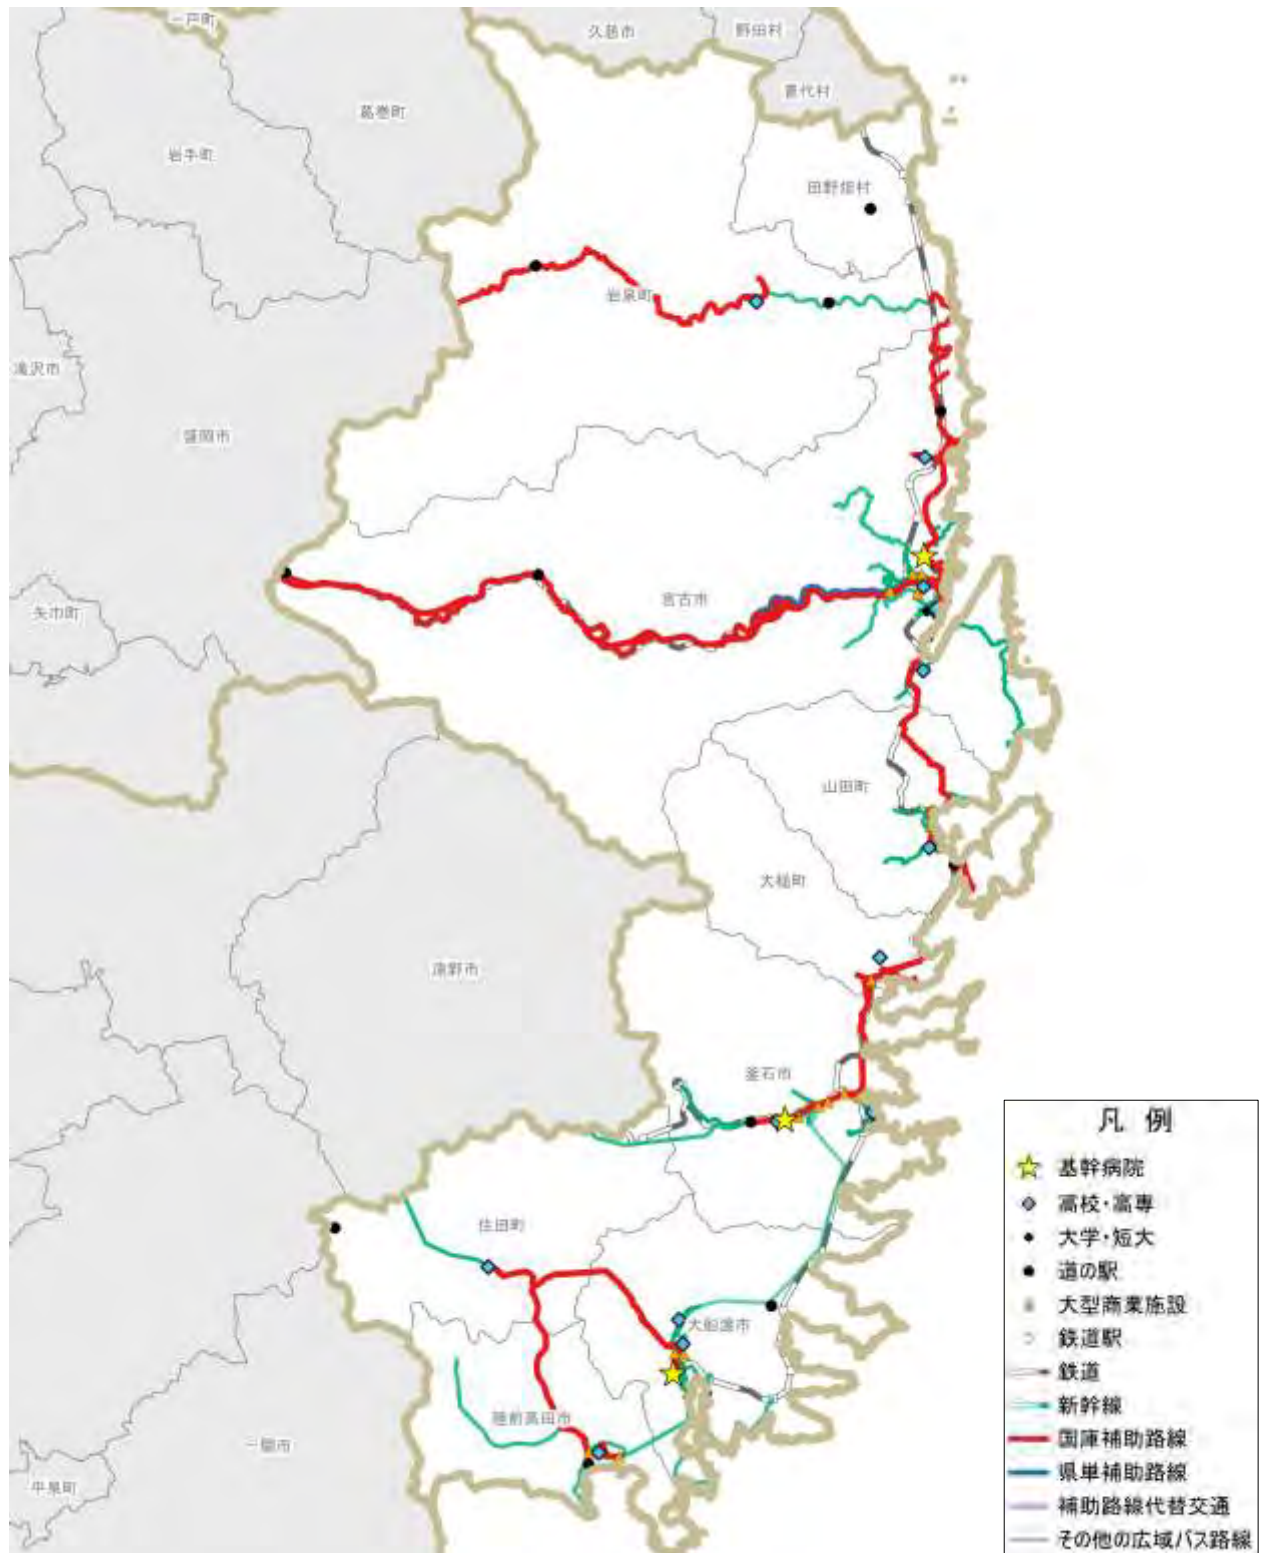 一戸町
久慈市
野田村
普代村
葛巻町
岩手町
田野畑村
岩泉町
滝沢市
盛岡市
矢巾町
宮古市
山田町
大槌町
遠野市
釜石市
住田町
大船渡市
陸前高田市
一関市
平泉町
凡 例
基幹病院
高校・高専
大学・短大
道の駅
大型商業施設
鉄道駅
鉄道
新幹線
国庫補助路線
県単補助路線
補助路線代替交通
その他の広域バス路線